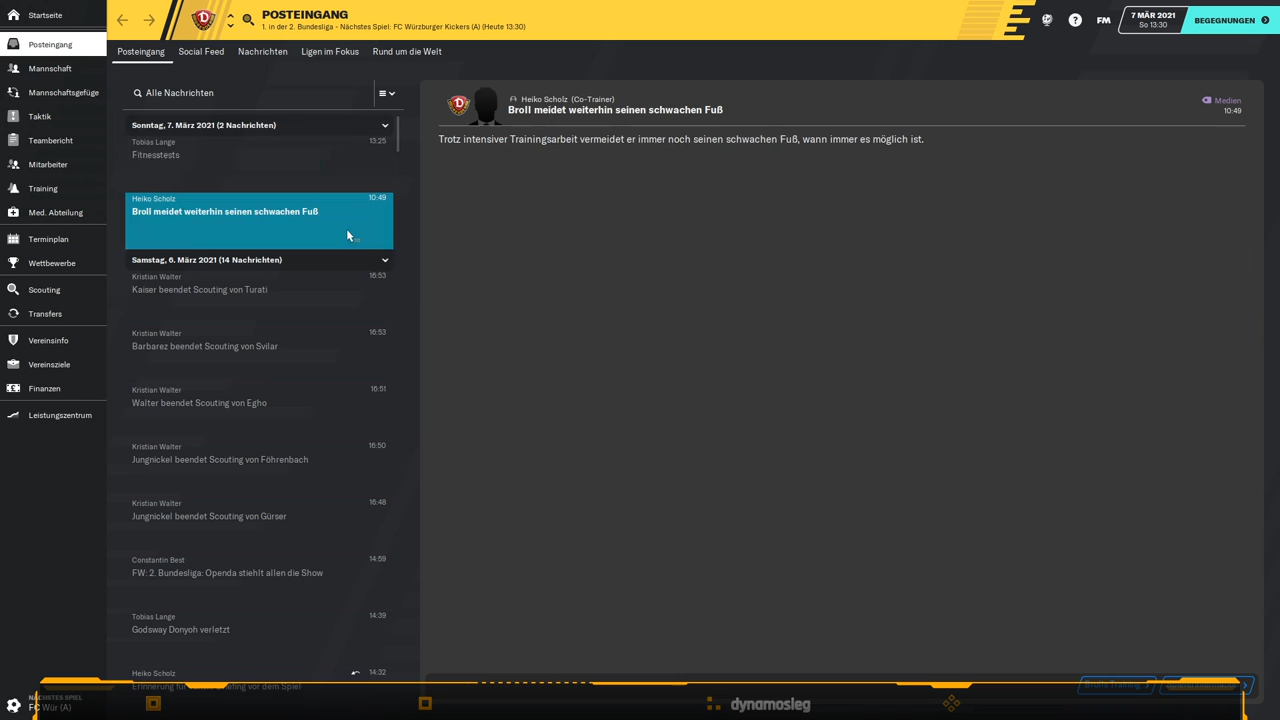 Startseite
Posteingang
Mannschaft
Mannschaftsgefüge
Taktik
Teambericht
Mitarbeiter
Training
Med. Abteilung
Terminplan
Wettbewerbe
Scouting
Transfers
Vereinsinfo
Vereinsziele
Finanzen
Leistungszentrum
NÄCHSTES SPIEL
FC Wür (A)
POSTEINGANG
1. in der 2. Bundesliga - Nächstes Spiel: FC Würzburger Kickers (A) (Heute 13:30)
FM
7 MÄR 2021
So 13:30
BEGEGNUNGEN
Posteingang Social Feed Nachrichten Ligen im Fokus Rund um die Welt
Alle Nachrichten
Sonntag, 7. März 2021 (2 Nachrichten)
Tobias Lange 13:25
Fitnesstests
Heiko Scholz 10:49
Broll meidet weiterhin seinen schwachen Fuß
Samstag, 6. März 2021 (14 Nachrichten)
Kristian Walter 16:53
Kaiser beendet Scouting von Turati
Kristian Walter 16:53
Barbarez beendet Scouting von Svilar
Kristian Walter 16:51
Walter beendet Scouting von Egho
Kristian Walter 16:50
Jungnickel beendet Scouting von Föhrenbach
Kristian Walter 16:48
Jungnickel beendet Scouting von Gürser
Constantin Best 14:59
FW: 2. Bundesliga: Openda stiehlt allen die Show
Tobias Lange 14:39
Godsway Donyoh verletzt
Heiko Scholz 14:32
Erinnerung für Briefing vor dem Spiel
Heiko Scholz (Co-Trainer)
Broll meidet weiterhin seinen schwachen Fuß
Medien
10:49
Trotz intensiver Trainingsarbeit vermeidet er immer noch seinen schwachen Fuß, wann immer es möglich ist.
Brolls Training
dynamosleg